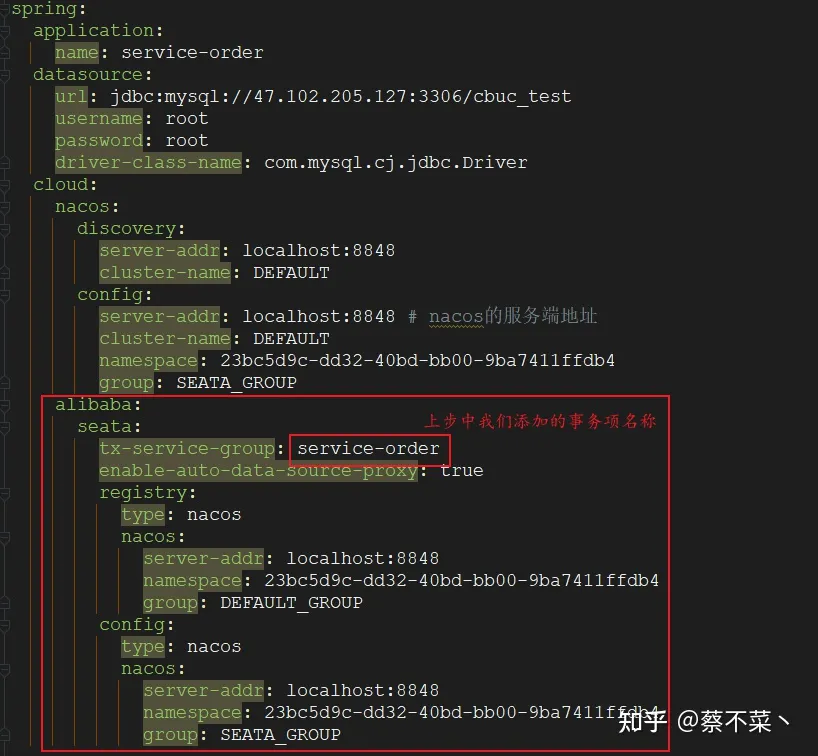 spring:
  application:
    name: service-order
  datasource:
    url: jdbc:mysql://47.102.205.127:3306/cbuc_test
    username: root
    password: root
    driver-class-name: com.mysql.cj.jdbc.Driver
  cloud:
    nacos:
      discovery:
        server-addr: localhost:8848
        cluster-name: DEFAULT
      config:
        server-addr: localhost:8848 # nacos的服务端地址
        cluster-name: DEFAULT
        namespace: 23bc5d9c-dd32-40bd-bb00-9ba7411ffdb4
        group: SEATA_GROUP
    alibaba:
上步中我们添加的事务项名称
      seata:
        tx-service-group: service-order
        enable-auto-data-source-proxy: true
        registry:
          type: nacos
          nacos:
            server-addr: localhost:8848
            namespace: 23bc5d9c-dd32-40bd-bb00-9ba7411ffdb4
            group: DEFAULT_GROUP
        config:
          type: nacos
          nacos:
            server-addr: localhost:8848
            namespace: 23bc5d9c-dd32-40bd-bb00-9ba7411ffdb4
            group: SEATA_GROUP
知乎 @蔡不菜丶